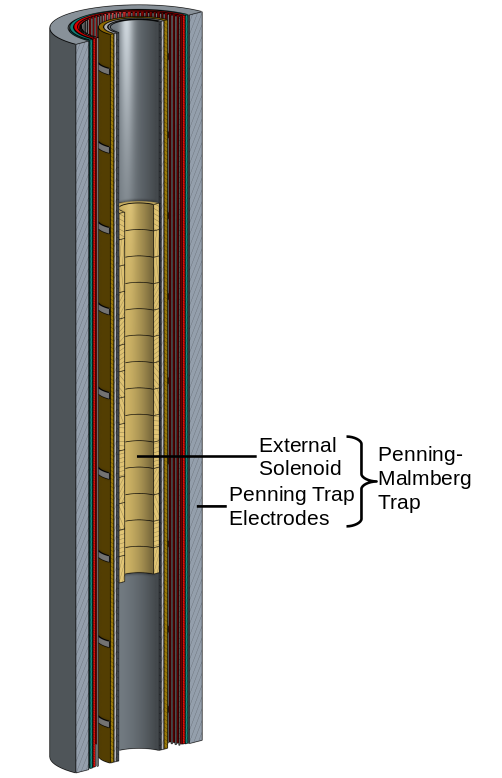 External
Solenoid
Penning Trap
Electrodes
Penning-
Malmberg
Trap